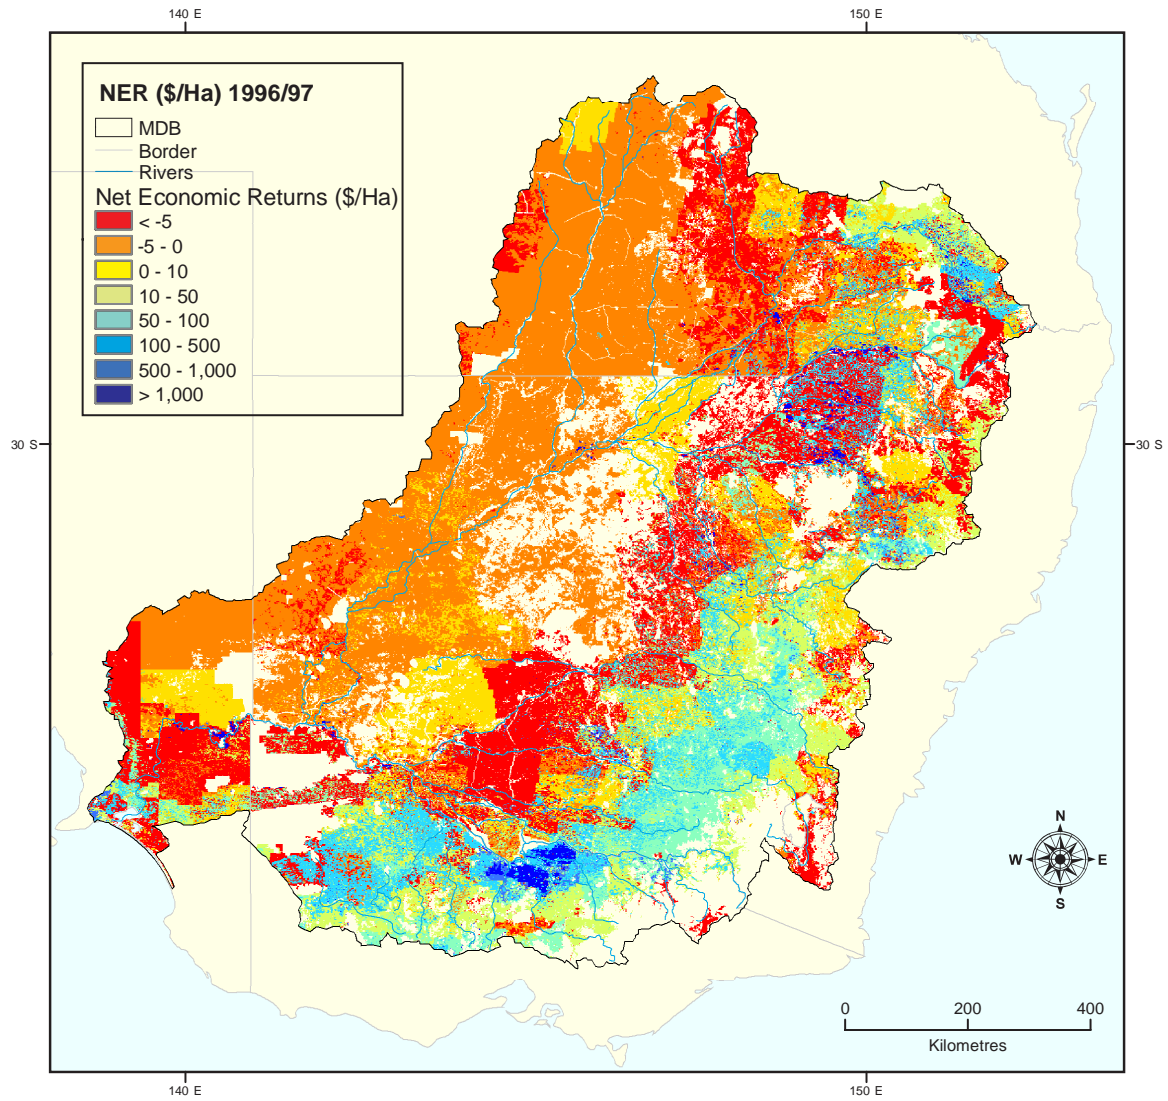 140 E
150 E
NER ($/Ha) 1996/97
MDB
Border
Rivers
Net Economic Returns ($/Ha)
< -5
-5 - 0
0 - 10
10 - 50
50 - 100
100 - 500
500 - 1,000
> 1,000
30 S
30 S
N
W
E
S
0
200
400
Kilometres
140 E
150 E